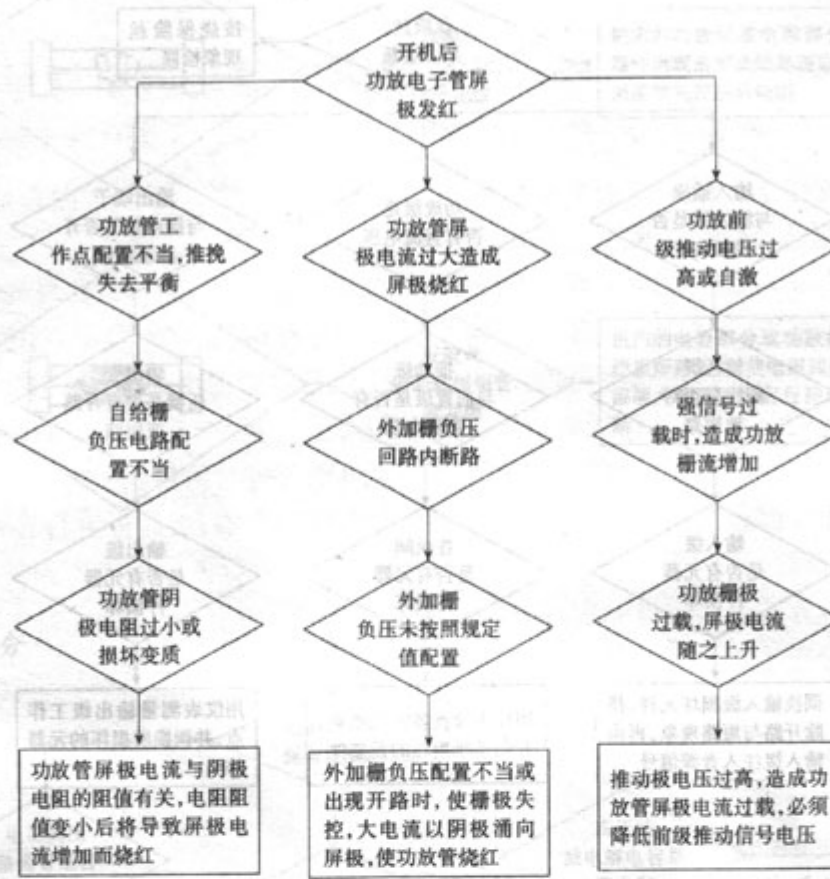 开机后
功放电子管屏
极发红
功放管工
作点配置不当,推挽
失去平衡
自给栅
负压电路配
置不当
功放管阴
极电阻过小或
损坏变质
功放管屏极电流与阴极
电阻的阻值有关,电阻阻
值变小后将导致屏极电
流增加而烧红
功放管屏
极电流过大造成
屏极烧红
外加栅负压
回路内断路
外加栅
负压未按照规定
值配置
外加栅负压配置不当或
出现开路时,使栅极失
控,大电流以阴极涌向
屏极,使功放管烧红
功放前
级推动电压过
高或自激
强信号过
载时,造成功放
栅流增加
功放栅极
过载,屏极电流
随之上升
推动极电压过高,造成功
放管屏极电流过载,必须
降低前级推动信号电压